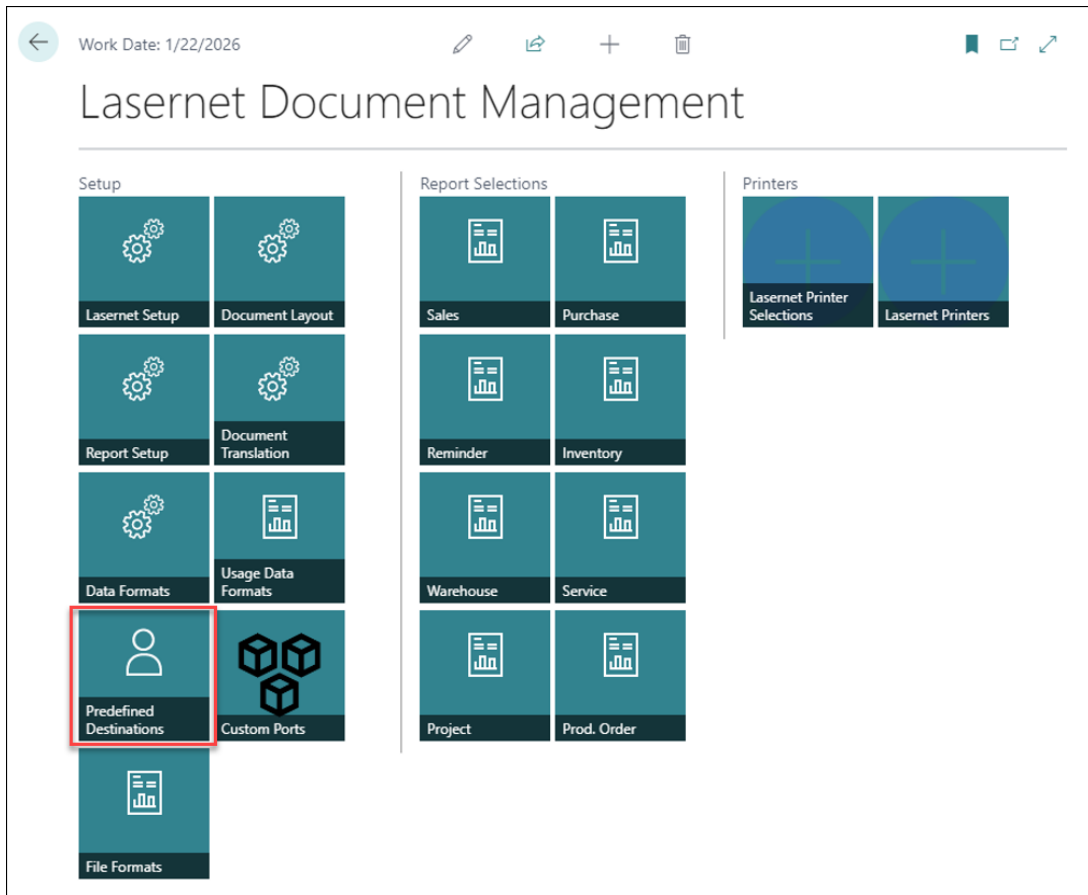 Work Date: 1/22/2026
Lasernet Document Management
Setup
Lasernet Setup
Document Layout
Report Setup
Document
Translation
Data Formats
Usage Data
Formats
Predefined
Destinations
Custom Ports
File Formats
Report Selections
Sales
Purchase
Reminder
Inventory
Warehouse
Service
Project
Prod. Order
Printers
Lasernet Printer
Selections
Lasernet Printers